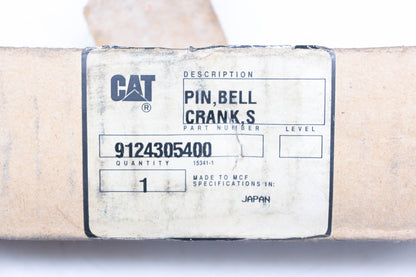 CAT
®
DESCRIPTION
PIN,BELL
CRANK,S
PART NUMBER LEVEL
9124305400
QUANTITY 15341-1
1
MADE TO MCF
SPECIFICATIONS IN:
JAPAN